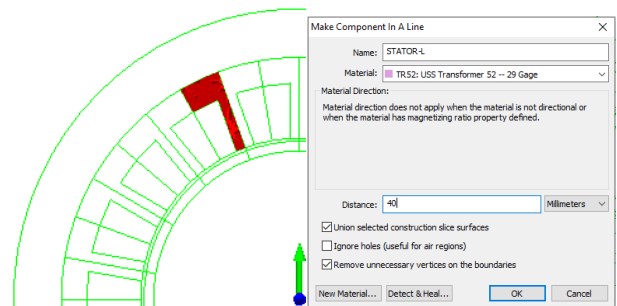 Make Component In A Line
Name: STATOR-L
Material: TR52: USS Transformer 52 -- 29 Gage
Material Direction:
Material direction does not apply when the material is not directional or
when the material has magnetizing ratio property defined.
Distance: 40 Millimeters
Union selected construction slice surfaces
Ignore holes (useful for air regions)
Remove unnecessary vertices on the boundaries
New Material... Detect & Heal... OK Cancel